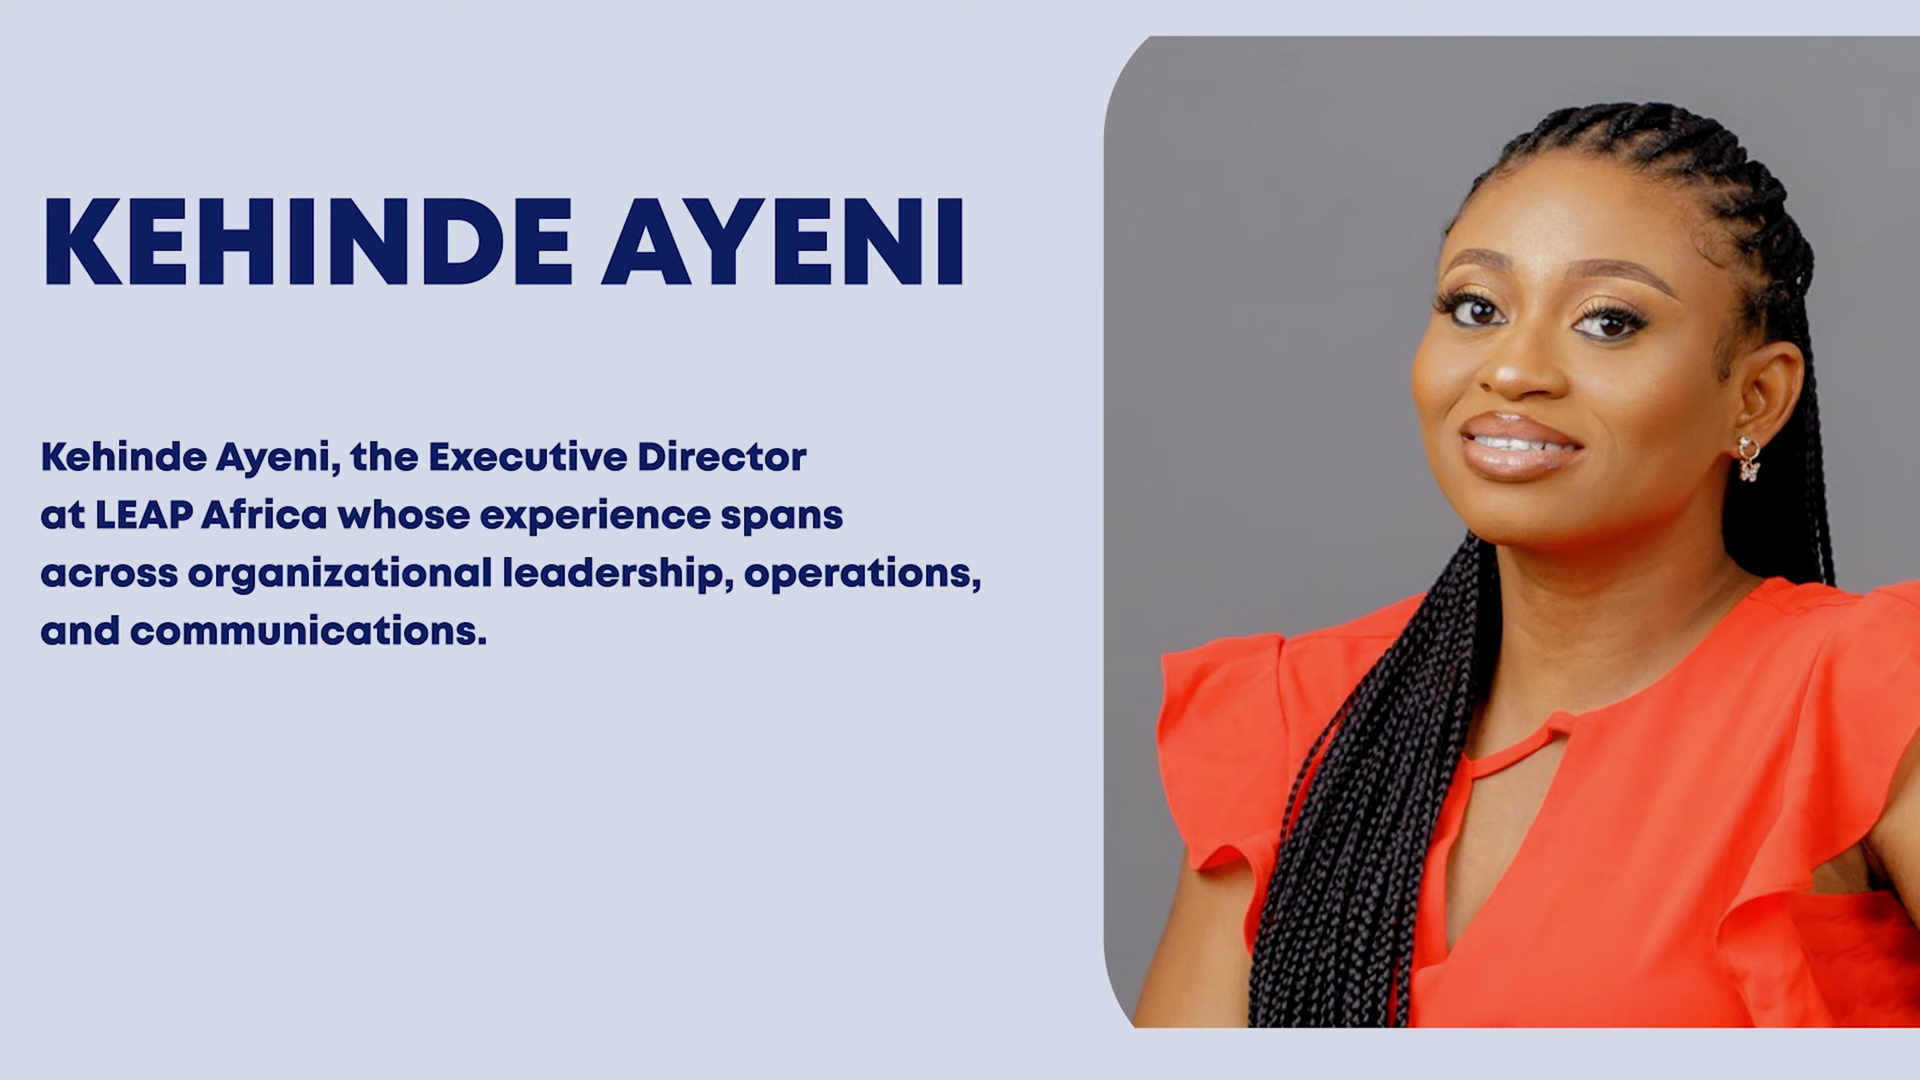 KEHINDE AYENI
Kehinde Ayeni, the Executive Director
at LEAP Africa whose experience spans
across organizational leadership, operations,
and communications.